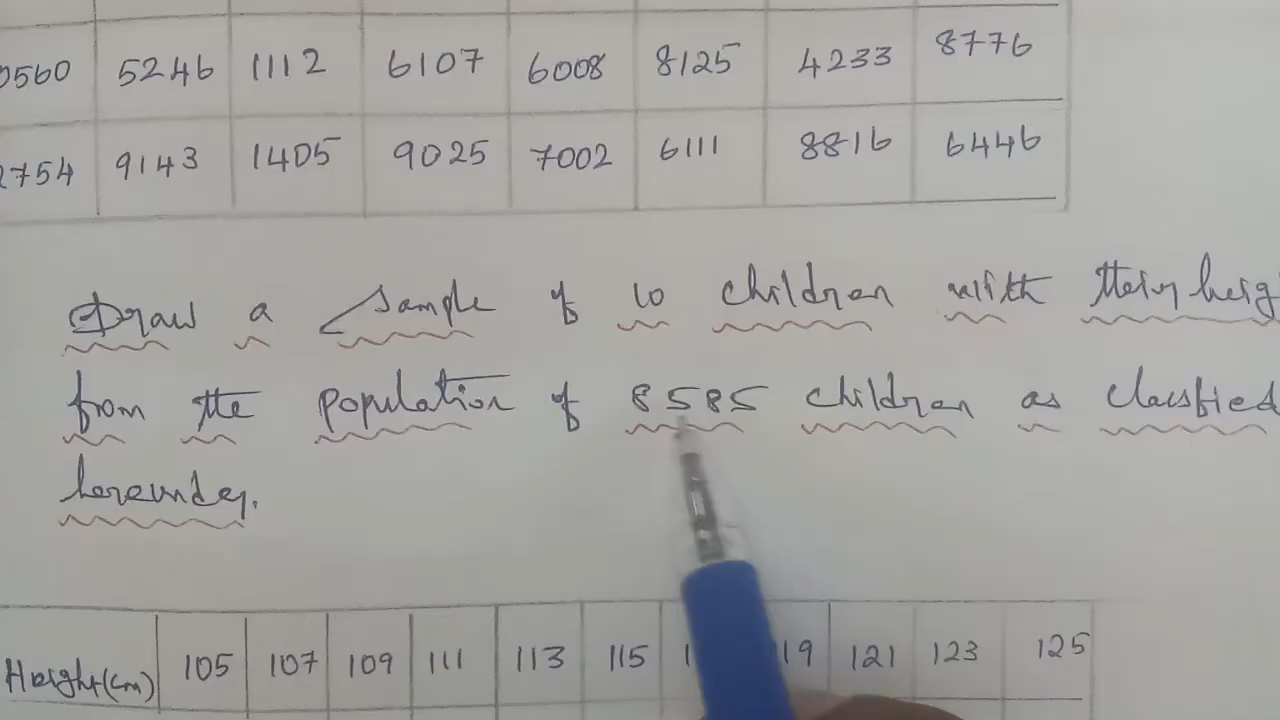 0560 5246 1112 6107 6008 8125 4233 8776
2754 9143 1405 9025 7002 6111 8816 6446
Draw a Sample of 10 children with their heig
from the population of 8585 children as classified
hereunder.
Height(cm) 105 107 109 111 113 115 1 19 121 123 125